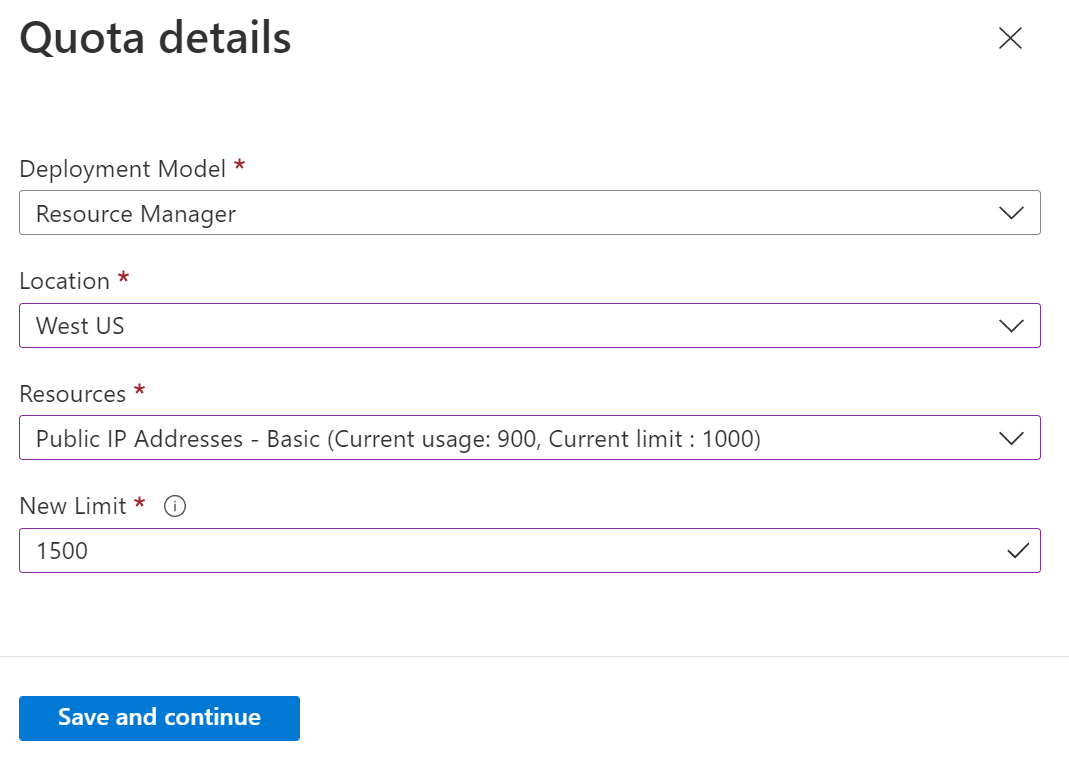 Quota details
Deployment Model *
Resource Manager
Location *
West US
Resources *
Public IP Addresses - Basic (Current usage: 900, Current limit : 1000)
New Limit *
1500
Save and continue